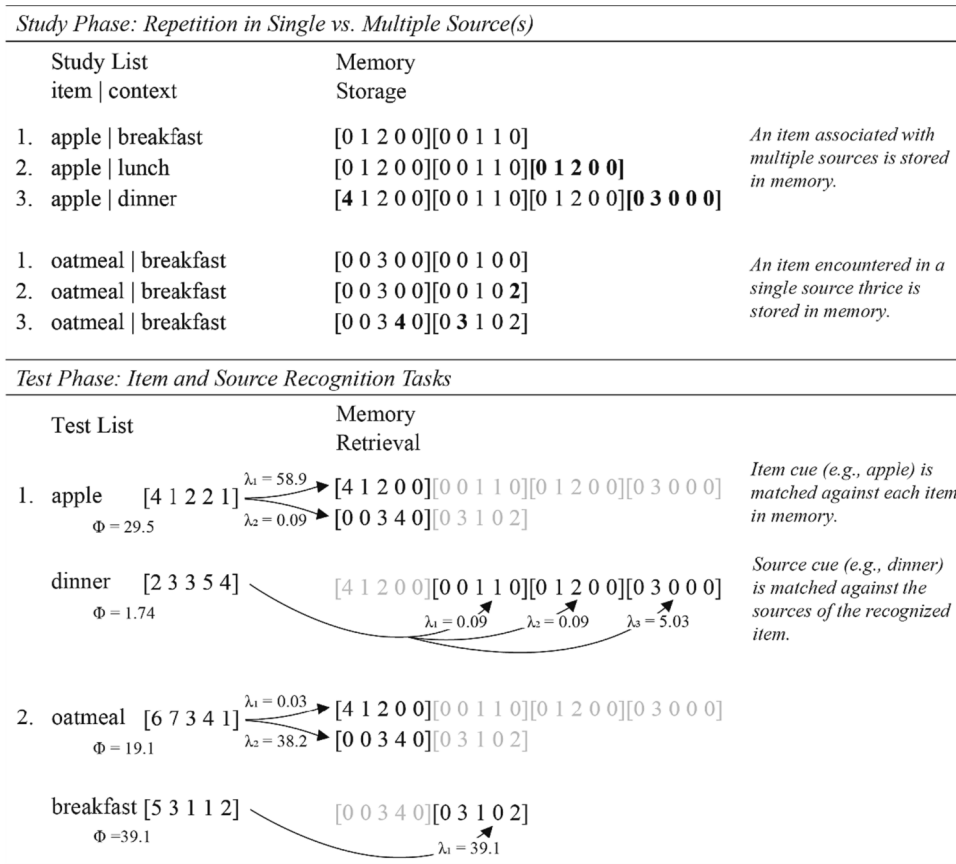 Study Phase: Repetition in Single vs. Multiple Source(s)
Study List
item | context
Memory
Storage
1. apple | breakfast [0 1 2 0 0][0 0 1 1 0]
2. apple | lunch [0 1 2 0 0][0 0 1 1 0][0 1 2 0 0]
3. apple | dinner [4 1 2 0 0][0 0 1 1 0][0 1 2 0 0][0 3 0 0 0]
An item associated with
multiple sources is stored
in memory.
1. oatmeal | breakfast [0 0 3 0 0][0 0 1 0 0]
2. oatmeal | breakfast [0 0 3 0 0][0 0 1 0 2]
3. oatmeal | breakfast [0 0 3 4 0][0 3 1 0 2]
An item encountered in a
single source thrice is
stored in memory.
Test Phase: Item and Source Recognition Tasks
Test List
Memory
Retrieval
1. apple [4 1 2 2 1]
Φ = 29.5
λ₁ = 58.9
λ₂ = 0.09
[4 1 2 0 0][0 0 1 1 0][0 1 2 0 0][0 3 0 0 0]
[0 0 3 4 0][0 3 1 0 2]
Item cue (e.g., apple) is
matched against each item
in memory.
dinner [2 3 3 5 4]
Φ = 1.74
[4 1 2 0 0][0 0 1 1 0][0 1 2 0 0][0 3 0 0 0]
λ₁ = 0.09 λ₂ = 0.09 λ₃ = 5.03
Source cue (e.g., dinner)
is matched against the
sources of the recognized
item.
2. oatmeal [6 7 3 4 1]
Φ = 19.1
λ₁ = 0.03
λ₂ = 38.2
[4 1 2 0 0][0 0 1 1 0][0 1 2 0 0][0 3 0 0 0]
[0 0 3 4 0][0 3 1 0 2]
breakfast [5 3 1 1 2]
Φ =39.1
[0 0 3 4 0][0 3 1 0 2]
λ₁ = 39.1